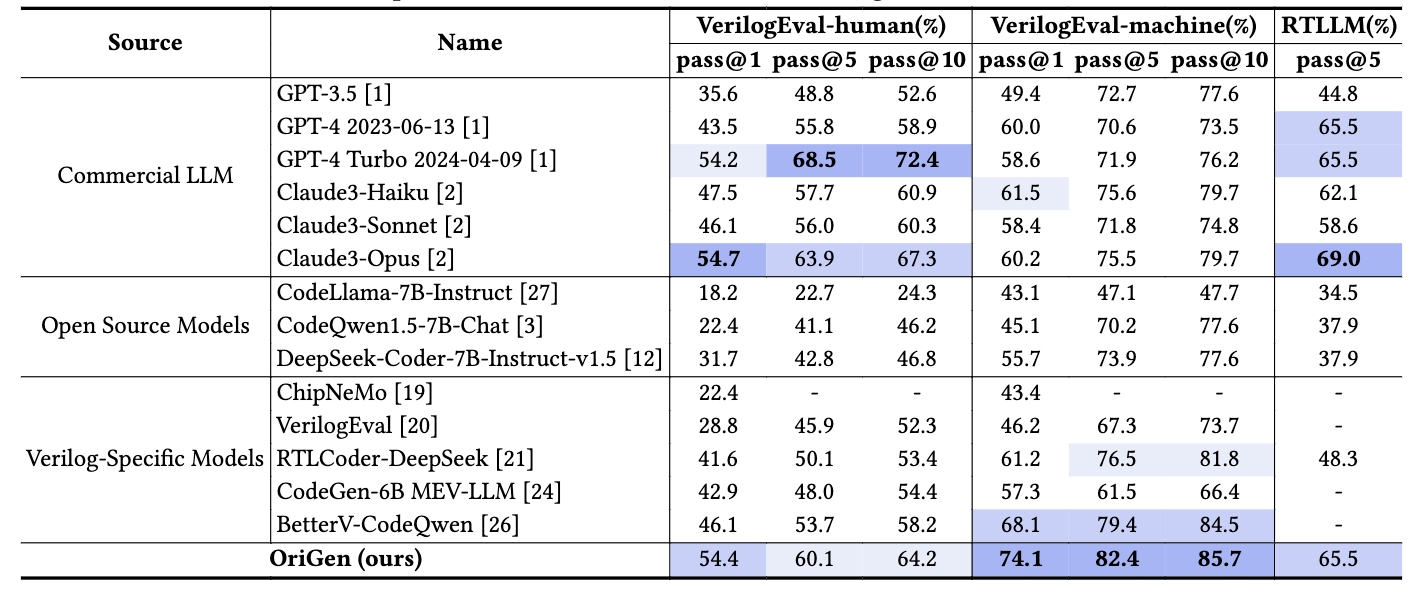 Source Name VerilogEval-human(%) VerilogEval-machine(%) RTLLM(%)
pass@1 pass@5 pass@10 pass@1 pass@5 pass@10 pass@5
GPT-3.5 [1] 35.6 48.8 52.6 49.4 72.7 77.6 44.8
GPT-4 2023-06-13 [1] 43.5 55.8 58.9 60.0 70.6 73.5 65.5
GPT-4 Turbo 2024-04-09 [1] 54.2 68.5 72.4 58.6 71.9 76.2 65.5
Commercial LLM Claude3-Haiku [2] 47.5 57.7 60.9 61.5 75.6 79.7 62.1
Claude3-Sonnet [2] 46.1 56.0 60.3 58.4 71.8 74.8 58.6
Claude3-Opus [2] 54.7 63.9 67.3 60.2 75.5 79.7 69.0
CodeLlama-7B-Instruct [27] 18.2 22.7 24.3 43.1 47.1 47.7 34.5
Open Source Models CodeQwen1.5-7B-Chat [3] 22.4 41.1 46.2 45.1 70.2 77.6 37.9
DeepSeek-Coder-7B-Instruct-v1.5 [12] 31.7 42.8 46.8 55.7 73.9 77.6 37.9
ChipNeMo [19] 22.4 - - 43.4 - - -
VerilogEval [20] 28.8 45.9 52.3 46.2 67.3 73.7 -
Verilog-Specific Models RTLCoder-DeepSeek [21] 41.6 50.1 53.4 61.2 76.5 81.8 48.3
CodeGen-6B MEV-LLM [24] 42.9 48.0 54.4 57.3 61.5 66.4 -
BetterV-CodeQwen [26] 46.1 53.7 58.2 68.1 79.4 84.5 -
OriGen (ours) 54.4 60.1 64.2 74.1 82.4 85.7 65.5